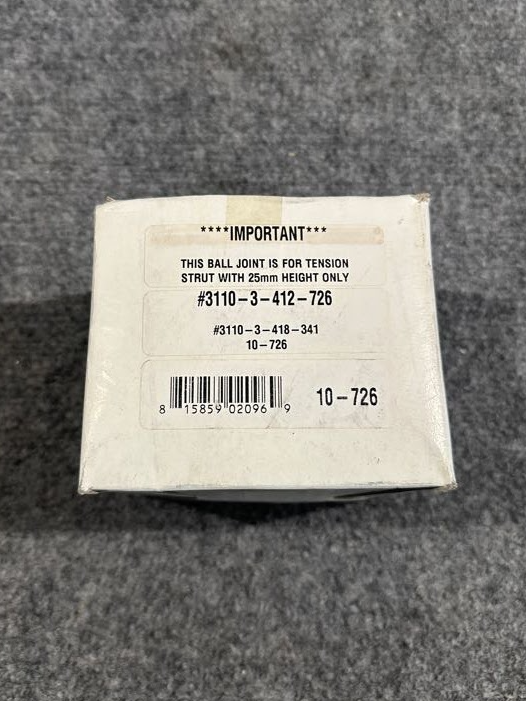 ****IMPORTANT***
THIS BALL JOINT IS FOR TENSION
STRUT WITH 25mm HEIGHT ONLY
#3110-3-412-726
#3110-3-418-341
10-726
8 15859 02096 9
10-726